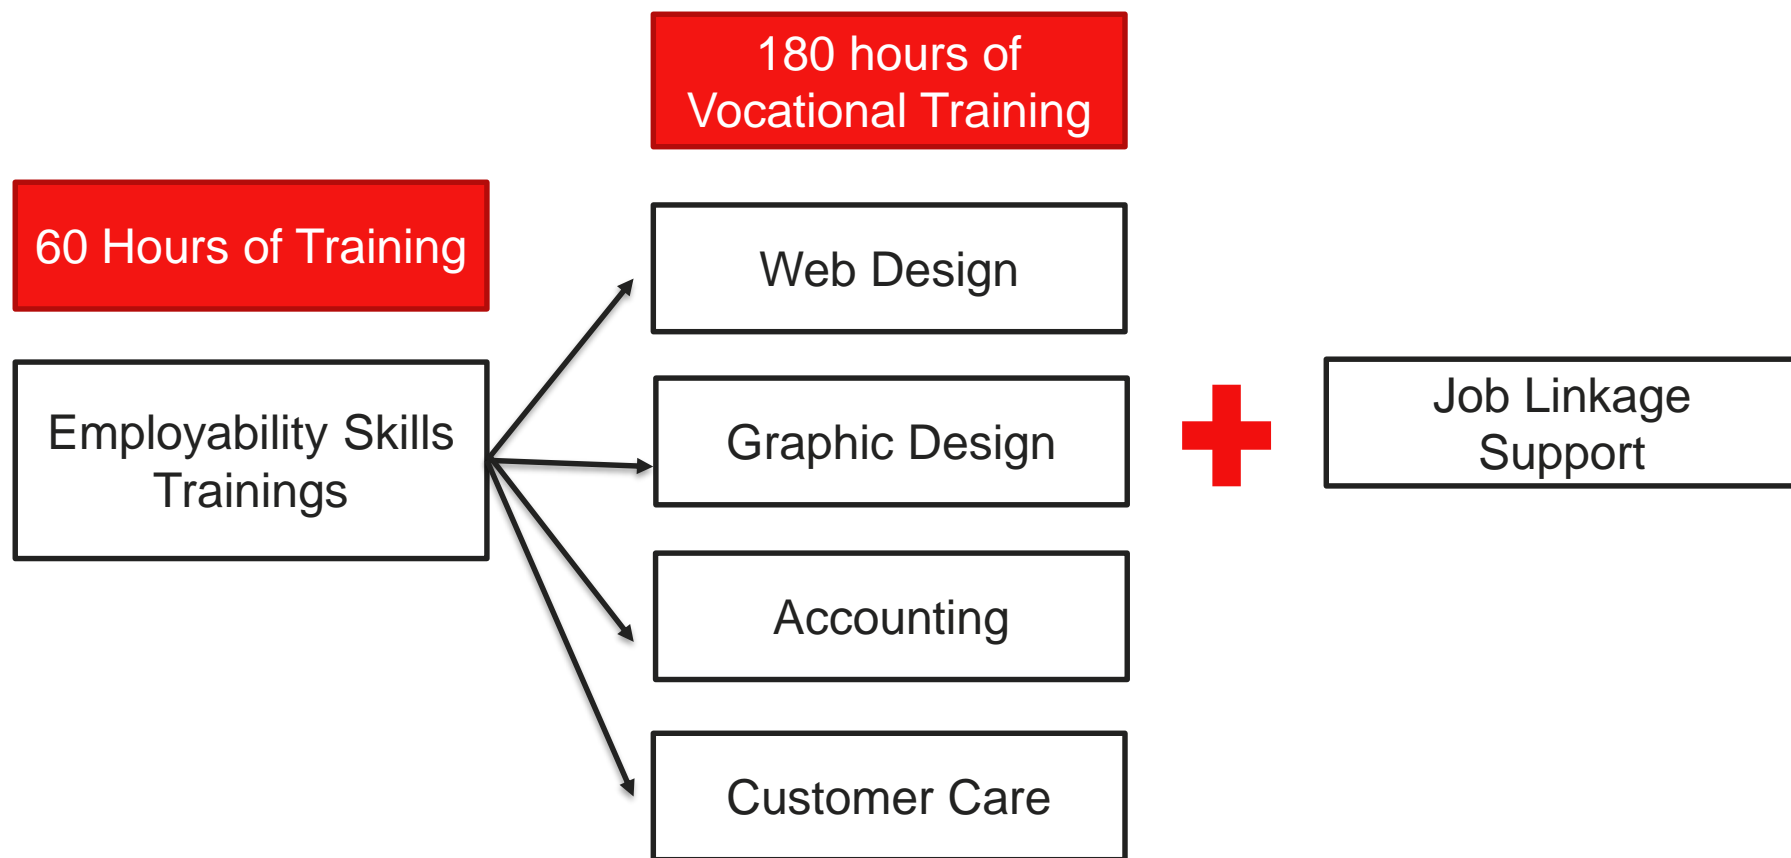 60 Hours of Training
Employability Skills
Trainings
180 hours of
Vocational Training
Web Design
Graphic Design
Accounting
Customer Care
Job Linkage
Support